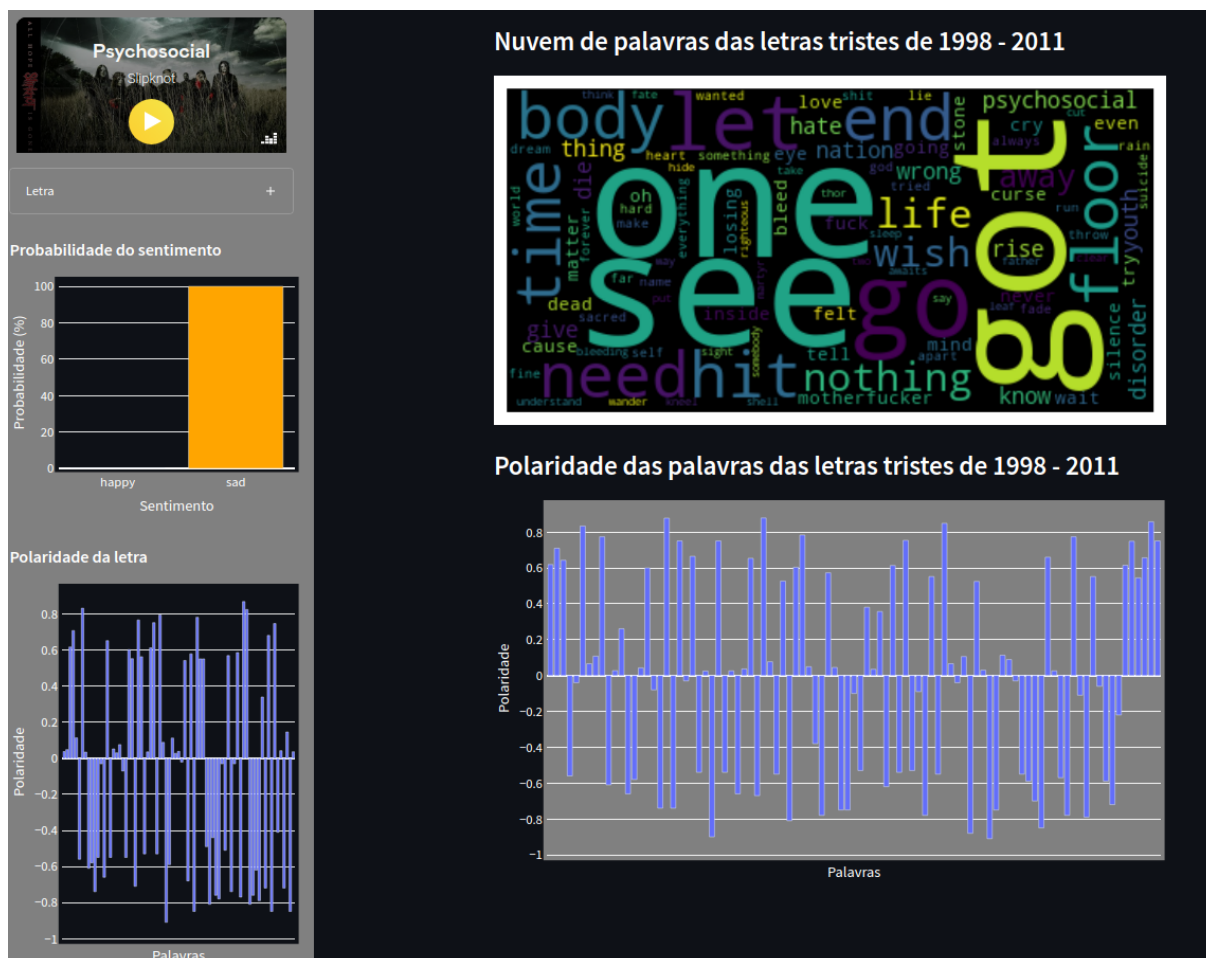 Psychosocial
Slipknot
Letra +
Probabilidade do sentimento
100
80
60
40
20
0
Probabilidade (%)
happy sad
Sentimento
Polaridade da letra
0.8
0.6
0.4
0.2
0
−0.2
−0.4
−0.6
−0.8
−1
Polaridade
Palavras
Nuvem de palavras das letras tristes de 1998 - 2011
think fate wanted love shit lie psychosocial
body let hate end stone cry cut even
dream thing heart something eye nation going got always rain
hide take god wrong away floor
time die oh one thor tried curse run youth suicide
world hard make everything losing righteous bleed fuck life rise throw
matter forever see sleep wish father clear try
far name way martyr two awaits never
dead put inside felt go say leaf fade silence disorder
give sacred mind
cause bleeding self sight somebody tell apart
fine need hit nothing know wait
understand wander kneel shell motherfucker
Polaridade das palavras das letras tristes de 1998 - 2011
0.8
0.6
0.4
0.2
0
−0.2
−0.4
−0.6
−0.8
−1
Polaridade
Palavras